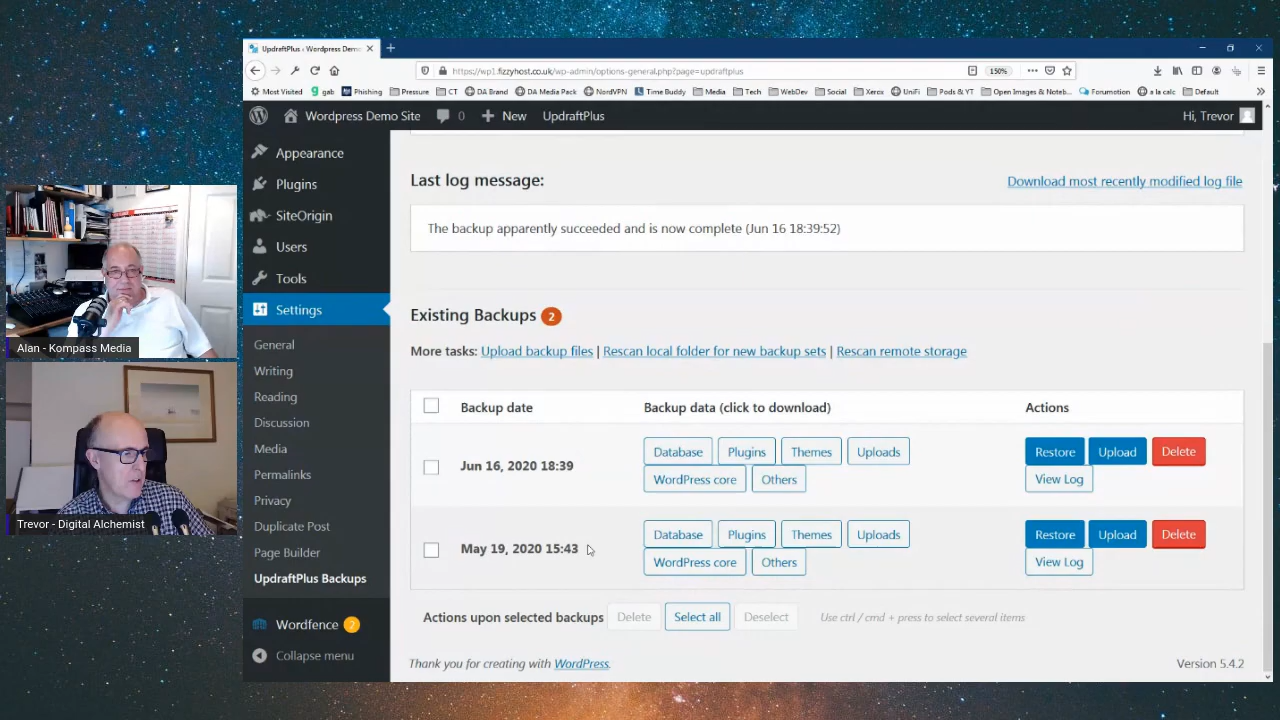 UpdraftPlus ‹ Wordpress Demo
https://wp1.fizzyhost.co.uk/wp-admin/options-general.php?page=updraftplus
150%
Most Visited gab Phishing Pressure CT DA Brand DA Media Pack NordVPN Time Buddy Media Tech WebDev Social Xerox UniFi Pods & YT Open Images & Noteb... Forumotion a la calc Default
Wordpress Demo Site 0 New UpdraftPlus Hi, Trevor
Appearance
Plugins
SiteOrigin
Users
Tools
Settings
General
Writing
Reading
Discussion
Media
Permalinks
Privacy
Duplicate Post
Page Builder
UpdraftPlus Backups
Wordfence 2
Collapse menu
Last log message:
Download most recently modified log file
The backup apparently succeeded and is now complete (Jun 16 18:39:52)
Existing Backups 2
More tasks: Upload backup files | Rescan local folder for new backup sets | Rescan remote storage
Backup date Backup data (click to download) Actions
Jun 16, 2020 18:39 Database Plugins Themes Uploads Restore Upload Delete
WordPress core Others View Log
May 19, 2020 15:43 Database Plugins Themes Uploads Restore Upload Delete
WordPress core Others View Log
Actions upon selected backups Delete Select all Deselect Use ctrl / cmd + press to select several items
Thank you for creating with WordPress. Version 5.4.2
Alan - Kompass Media
Trevor - Digital Alchemist